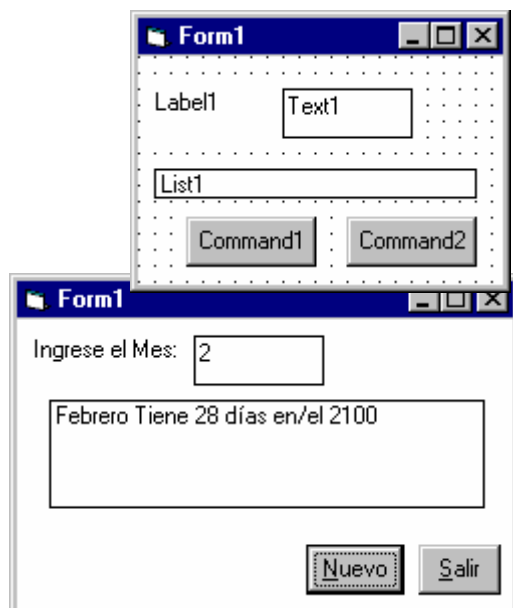 Form1
Label1
Text1
List1
Command1
Command2
Form1
Ingrese el Mes:
2
Febrero Tiene 28 días en/el 2100
Nuevo
Salir